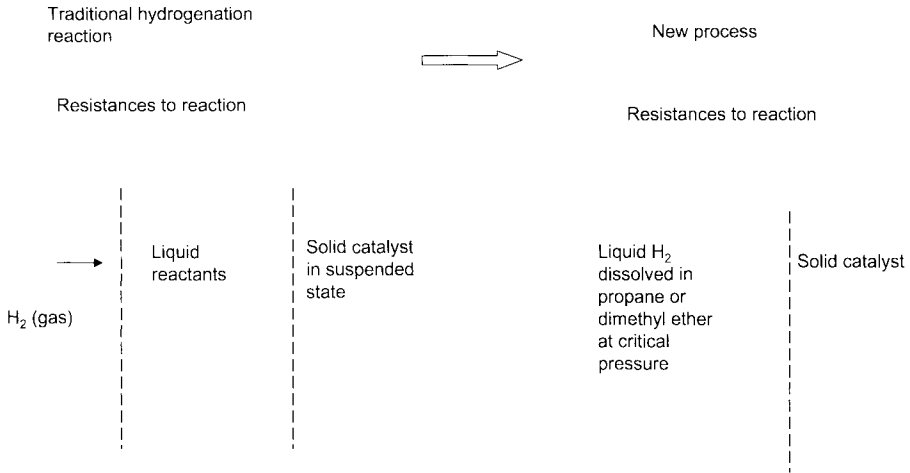 Traditional hydrogenation
reaction
New process
Resistances to reaction
Resistances to reaction
H₂ (gas)
Liquid
reactants
Solid catalyst
in suspended
state
Liquid H₂
dissolved in
propane or
dimethyl ether
at critical
pressure
Solid catalyst